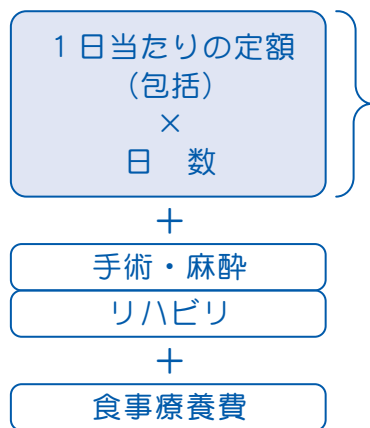 1日当たりの定額
(包括)
×
日　数
＋
手術・麻酔
リハビリ
＋
食事療養費